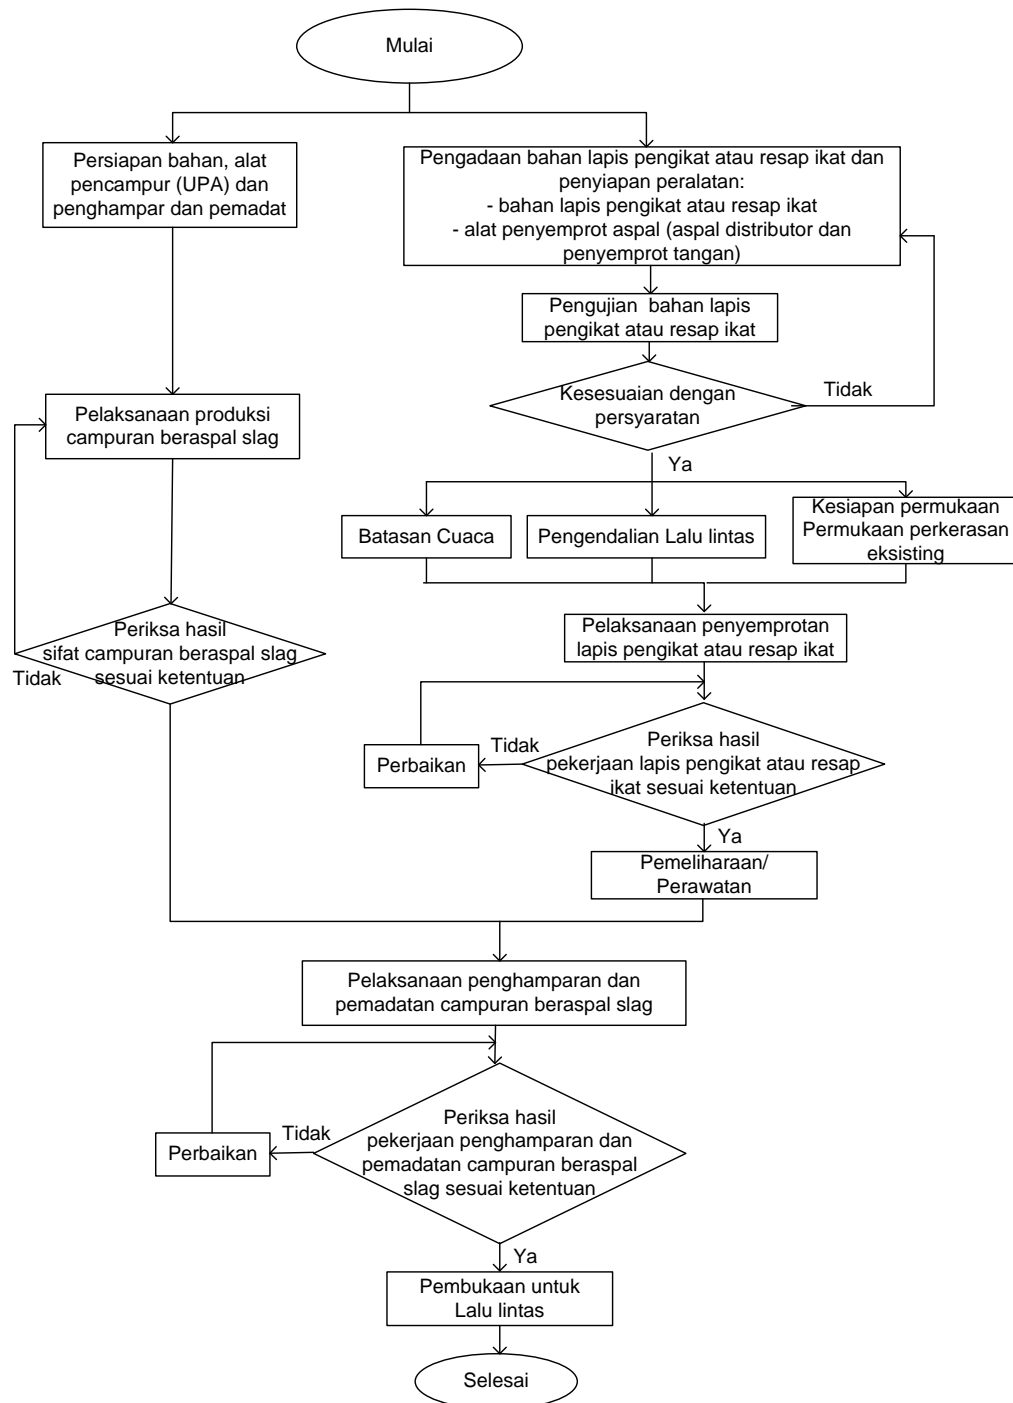 Mulai
Persiapan bahan, alat
pencampur (UPA) dan
penghampar dan pemadat
Pengadaan bahan lapis pengikat atau resap ikat dan
penyiapan peralatan:
- bahan lapis pengikat atau resap ikat
- alat penyemprot aspal (aspal distributor dan
penyemprot tangan)
Pengujian bahan lapis
pengikat atau resap ikat
Kesesuaian dengan
persyaratan
Tidak
Ya
Pelaksanaan produksi
campuran beraspal slag
Batasan Cuaca
Pengendalian Lalu lintas
Kesiapan permukaan
Permukaan perkerasan
eksisting
Periksa hasil
sifat campuran beraspal slag
sesuai ketentuan
Tidak
Pelaksanaan penyemprotan
lapis pengikat atau resap ikat
Periksa hasil
pekerjaan lapis pengikat atau resap
ikat sesuai ketentuan
Tidak
Perbaikan
Ya
Pemeliharaan/
Perawatan
Pelaksanaan penghamparan dan
pemadatan campuran beraspal slag
Periksa hasil
pekerjaan penghamparan dan
pemadatan campuran beraspal
slag sesuai ketentuan
Tidak
Perbaikan
Ya
Pembukaan untuk
Lalu lintas
Selesai